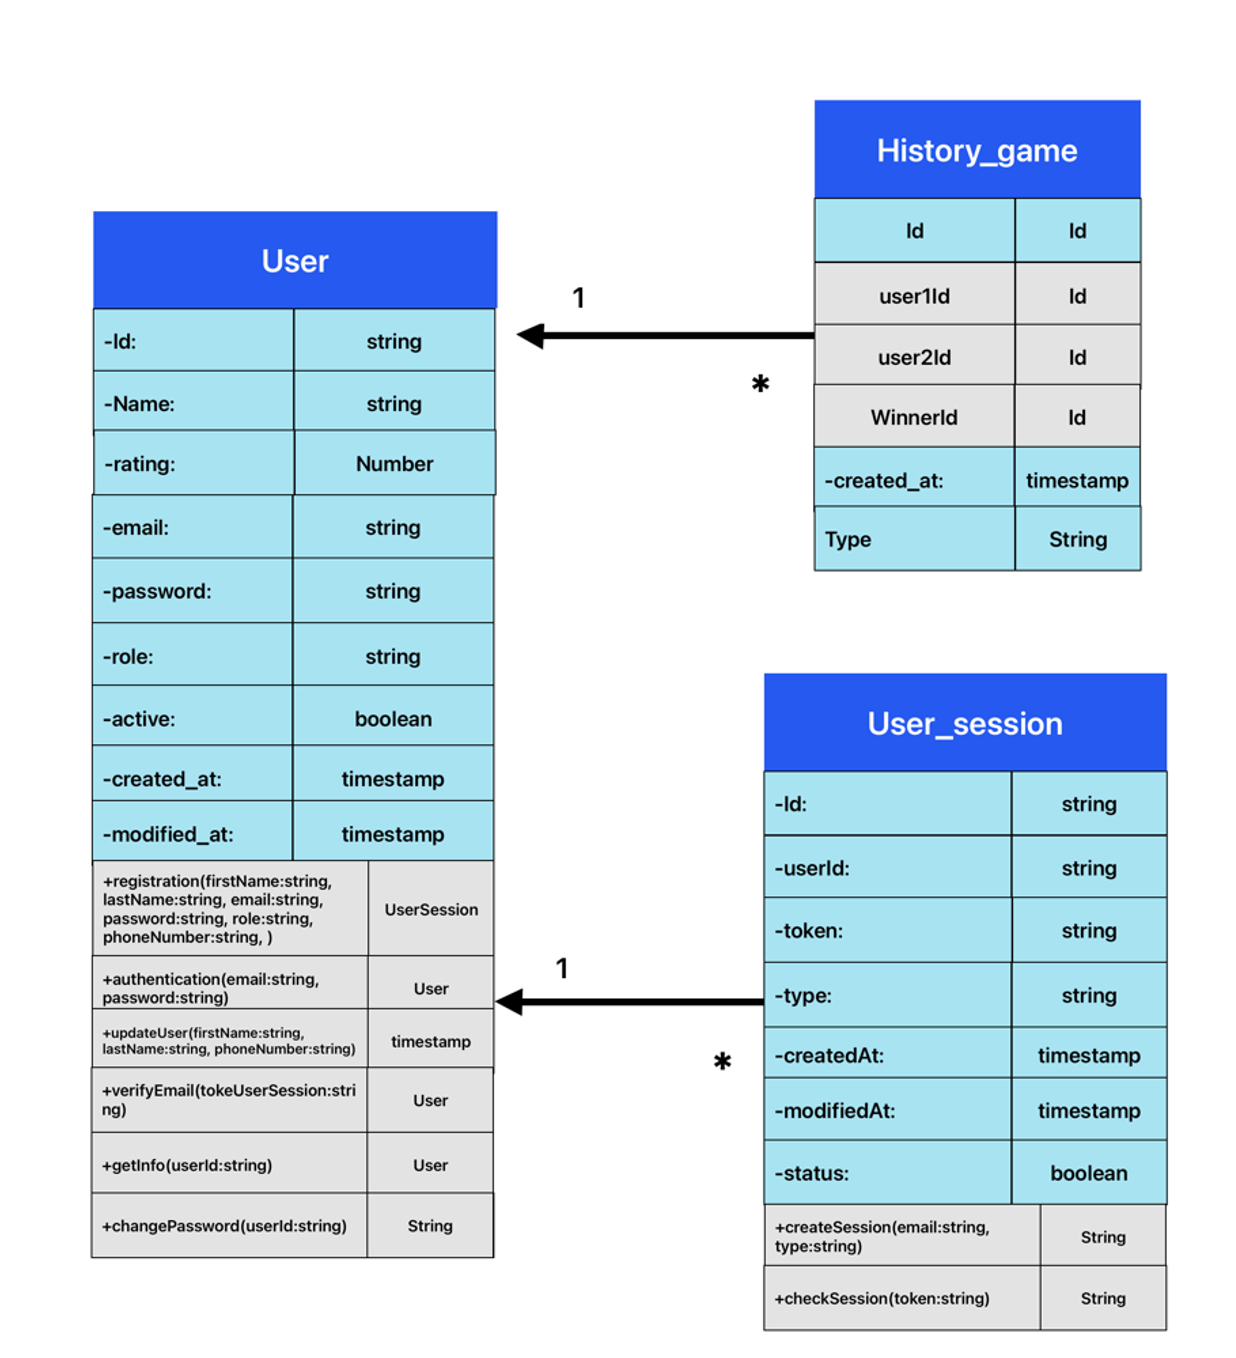 History_game
Id Id
user1Id Id
user2Id Id
WinnerId Id
-created_at: timestamp
Type String
User
-Id: string
-Name: string
-rating: Number
-email: string
-password: string
-role: string
-active: boolean
-created_at: timestamp
-modified_at: timestamp
+registration(firstName:string,
lastName:string, email:string,
password:string, role:string,
phoneNumber:string, )
UserSession
+authentication(email:string,
password:string)
User
+updateUser(firstName:string,
lastName:string, phoneNumber:string)
timestamp
+verifyEmail(tokeUserSession:stri
ng)
User
+getInfo(userId:string) User
+changePassword(userId:string) String
1
*
1
*
User_session
-Id: string
-userId: string
-token: string
-type: string
-createdAt: timestamp
-modifiedAt: timestamp
-status: boolean
+createSession(email:string,
type:string)
String
+checkSession(token:string) String